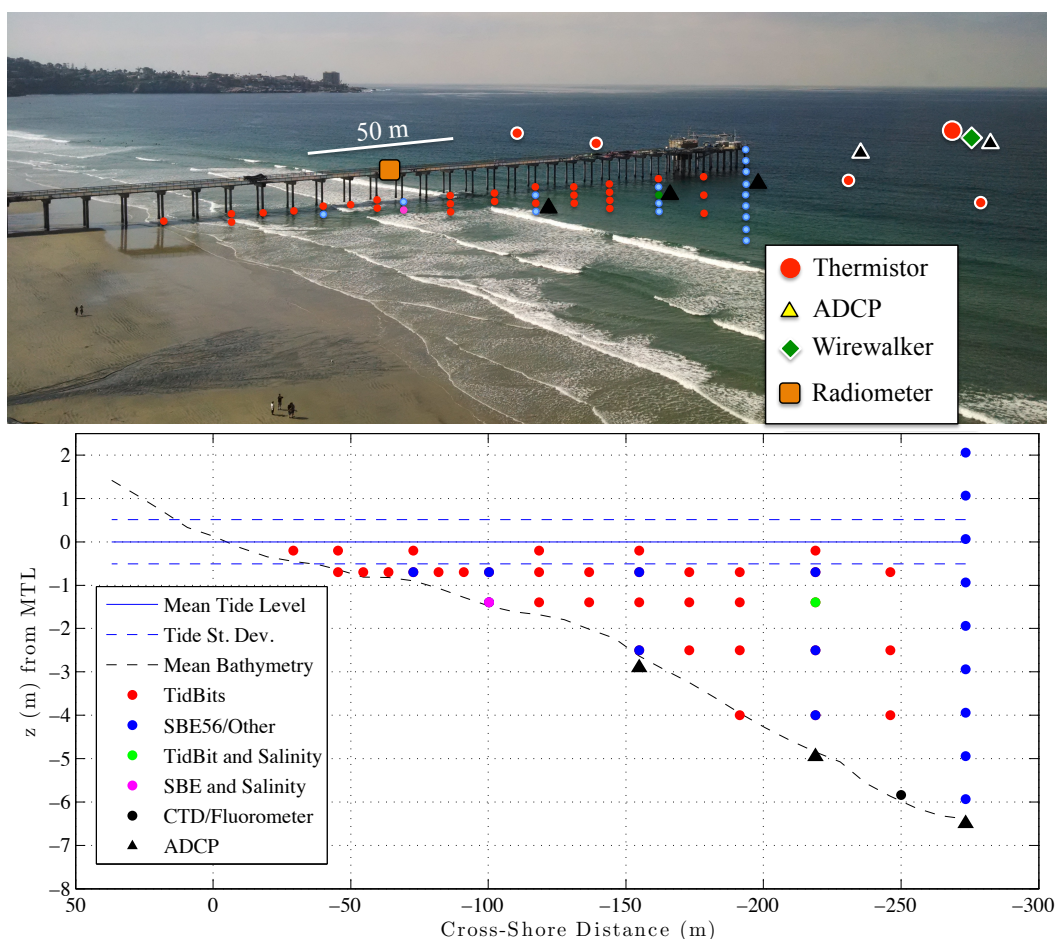 50 m
Thermistor
ADCP
Wirewalker
Radiometer
2
1
0
−1
−2
−3
−4
−5
−6
−7
−8
z (m) from MTL
Mean Tide Level
Tide St. Dev.
Mean Bathymetry
TidBits
SBE56/Other
TidBit and Salinity
SBE and Salinity
CTD/Fluorometer
ADCP
50 0 −50 −100 −150 −200 −250 −300
Cross-Shore Distance (m)